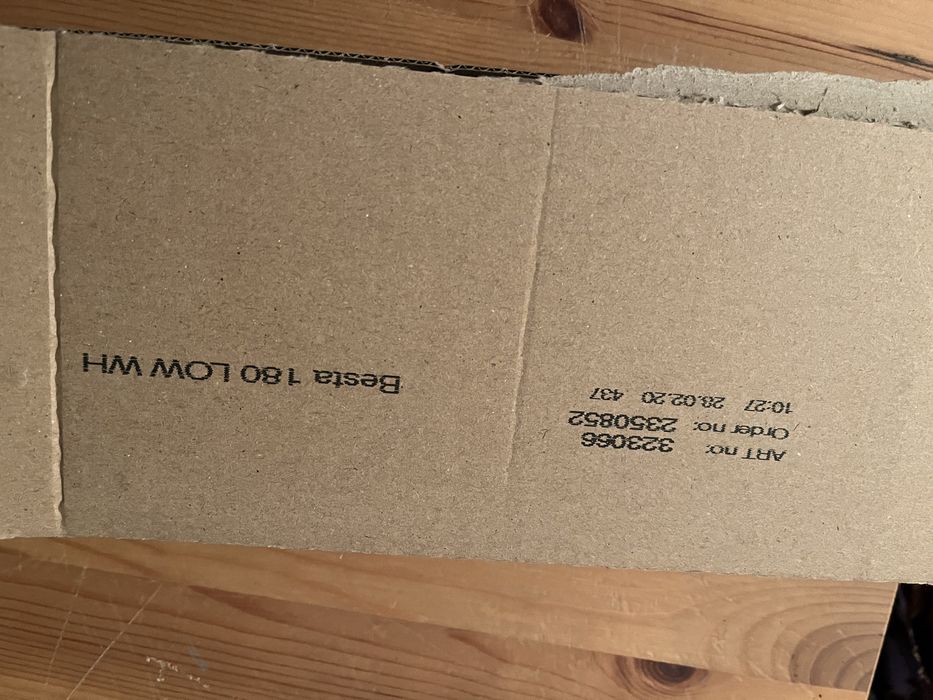 ART no: 323066
Order no: 2350852
10:27 28.02.20 437
Besta 180 LOW WH